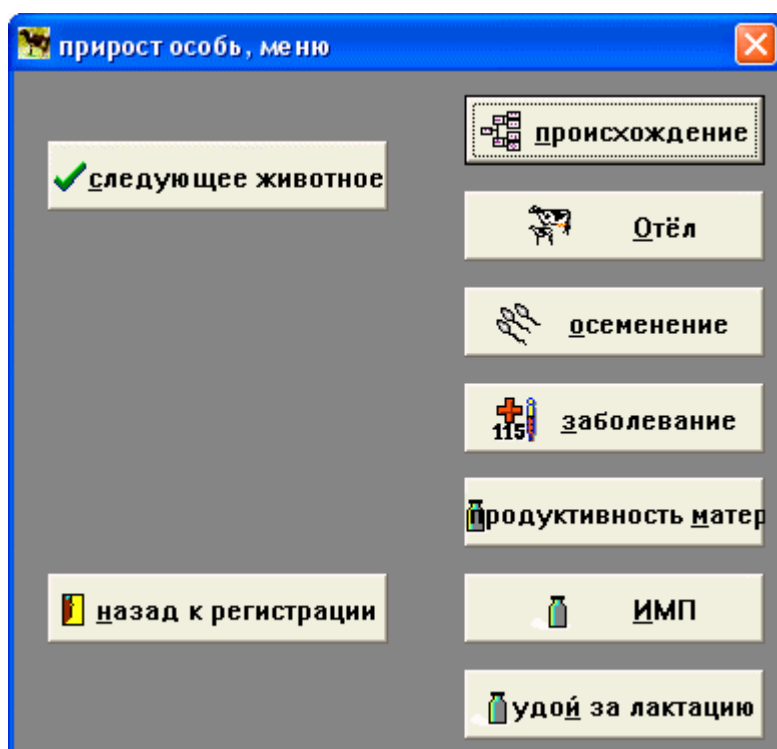 прирост особь, меню
происхождение
следующее животное
Отёл
осеменение
115
заболевание
продуктивность матер
назад к регистрации
ИМП
удой за лактацию